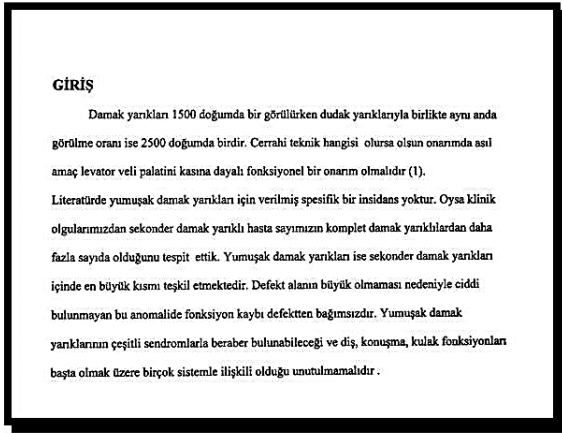 GİRİŞ
Damak yarıkları 1500 doğumda bir görülürken dudak yarıklarıyla birlikte aynı anda
görülme oranı ise 2500 doğumda birdir. Cerrahi teknik hangisi olursa olsun onarımda asıl
amaç levator veli palatini kasına dayalı fonksiyonel bir onarım olmalıdır (1).
Literatürde yumuşak damak yarıkları için verilmiş spesifik bir insidans yoktur. Oysa klinik
olgularımızdan sekonder damak yarıklı hasta sayımızın komplet damak yarıklılardan daha
fazla sayıda olduğunu tespit ettik. Yumuşak damak yarıkları ise sekonder damak yarıkları
içinde en büyük kısmı teşkil etmektedir. Defekt alanın büyük olmaması nedeniyle ciddi
bulunmayan bu anomalide fonksiyon kaybı defektten bağımsızdır. Yumuşak damak
yarıklarının çeşitli sendromlarla beraber bulunabileceği ve diş, konuşma, kulak fonksiyonları
başta olmak üzere birçok sistemle ilişkili olduğu unutulmamalıdır .